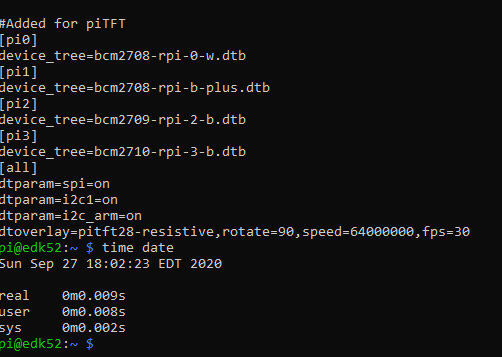 #Added for piTFT
[pi0]
device_tree=bcm2708-rpi-0-w.dtb
[pi1]
device_tree=bcm2708-rpi-b-plus.dtb
[pi2]
device_tree=bcm2709-rpi-2-b.dtb
[pi3]
device_tree=bcm2710-rpi-3-b.dtb
[all]
dtparam=spi=on
dtparam=i2c1=on
dtparam=i2c_arm=on
dtoverlay=pitft28-resistive,rotate=90,speed=64000000,fps=30
pi@edk52:~ $ time date
Sun Sep 27 18:02:23 EDT 2020
real 0m0.009s
user 0m0.008s
sys 0m0.002s
pi@edk52:~ $